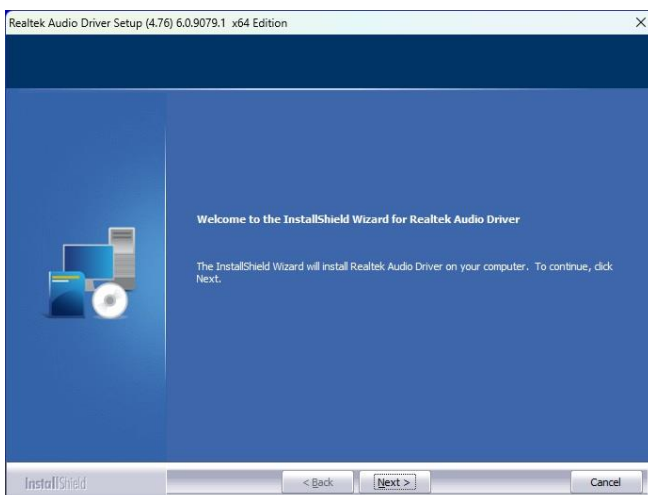 Realtek Audio Driver Setup (4.76) 6.0.9079.1 x64 Edition
Welcome to the InstallShield Wizard for Realtek Audio Driver
The InstallShield Wizard will install Realtek Audio Driver on your computer. To continue, click
Next.
InstallShield
< Back
Next >
Cancel